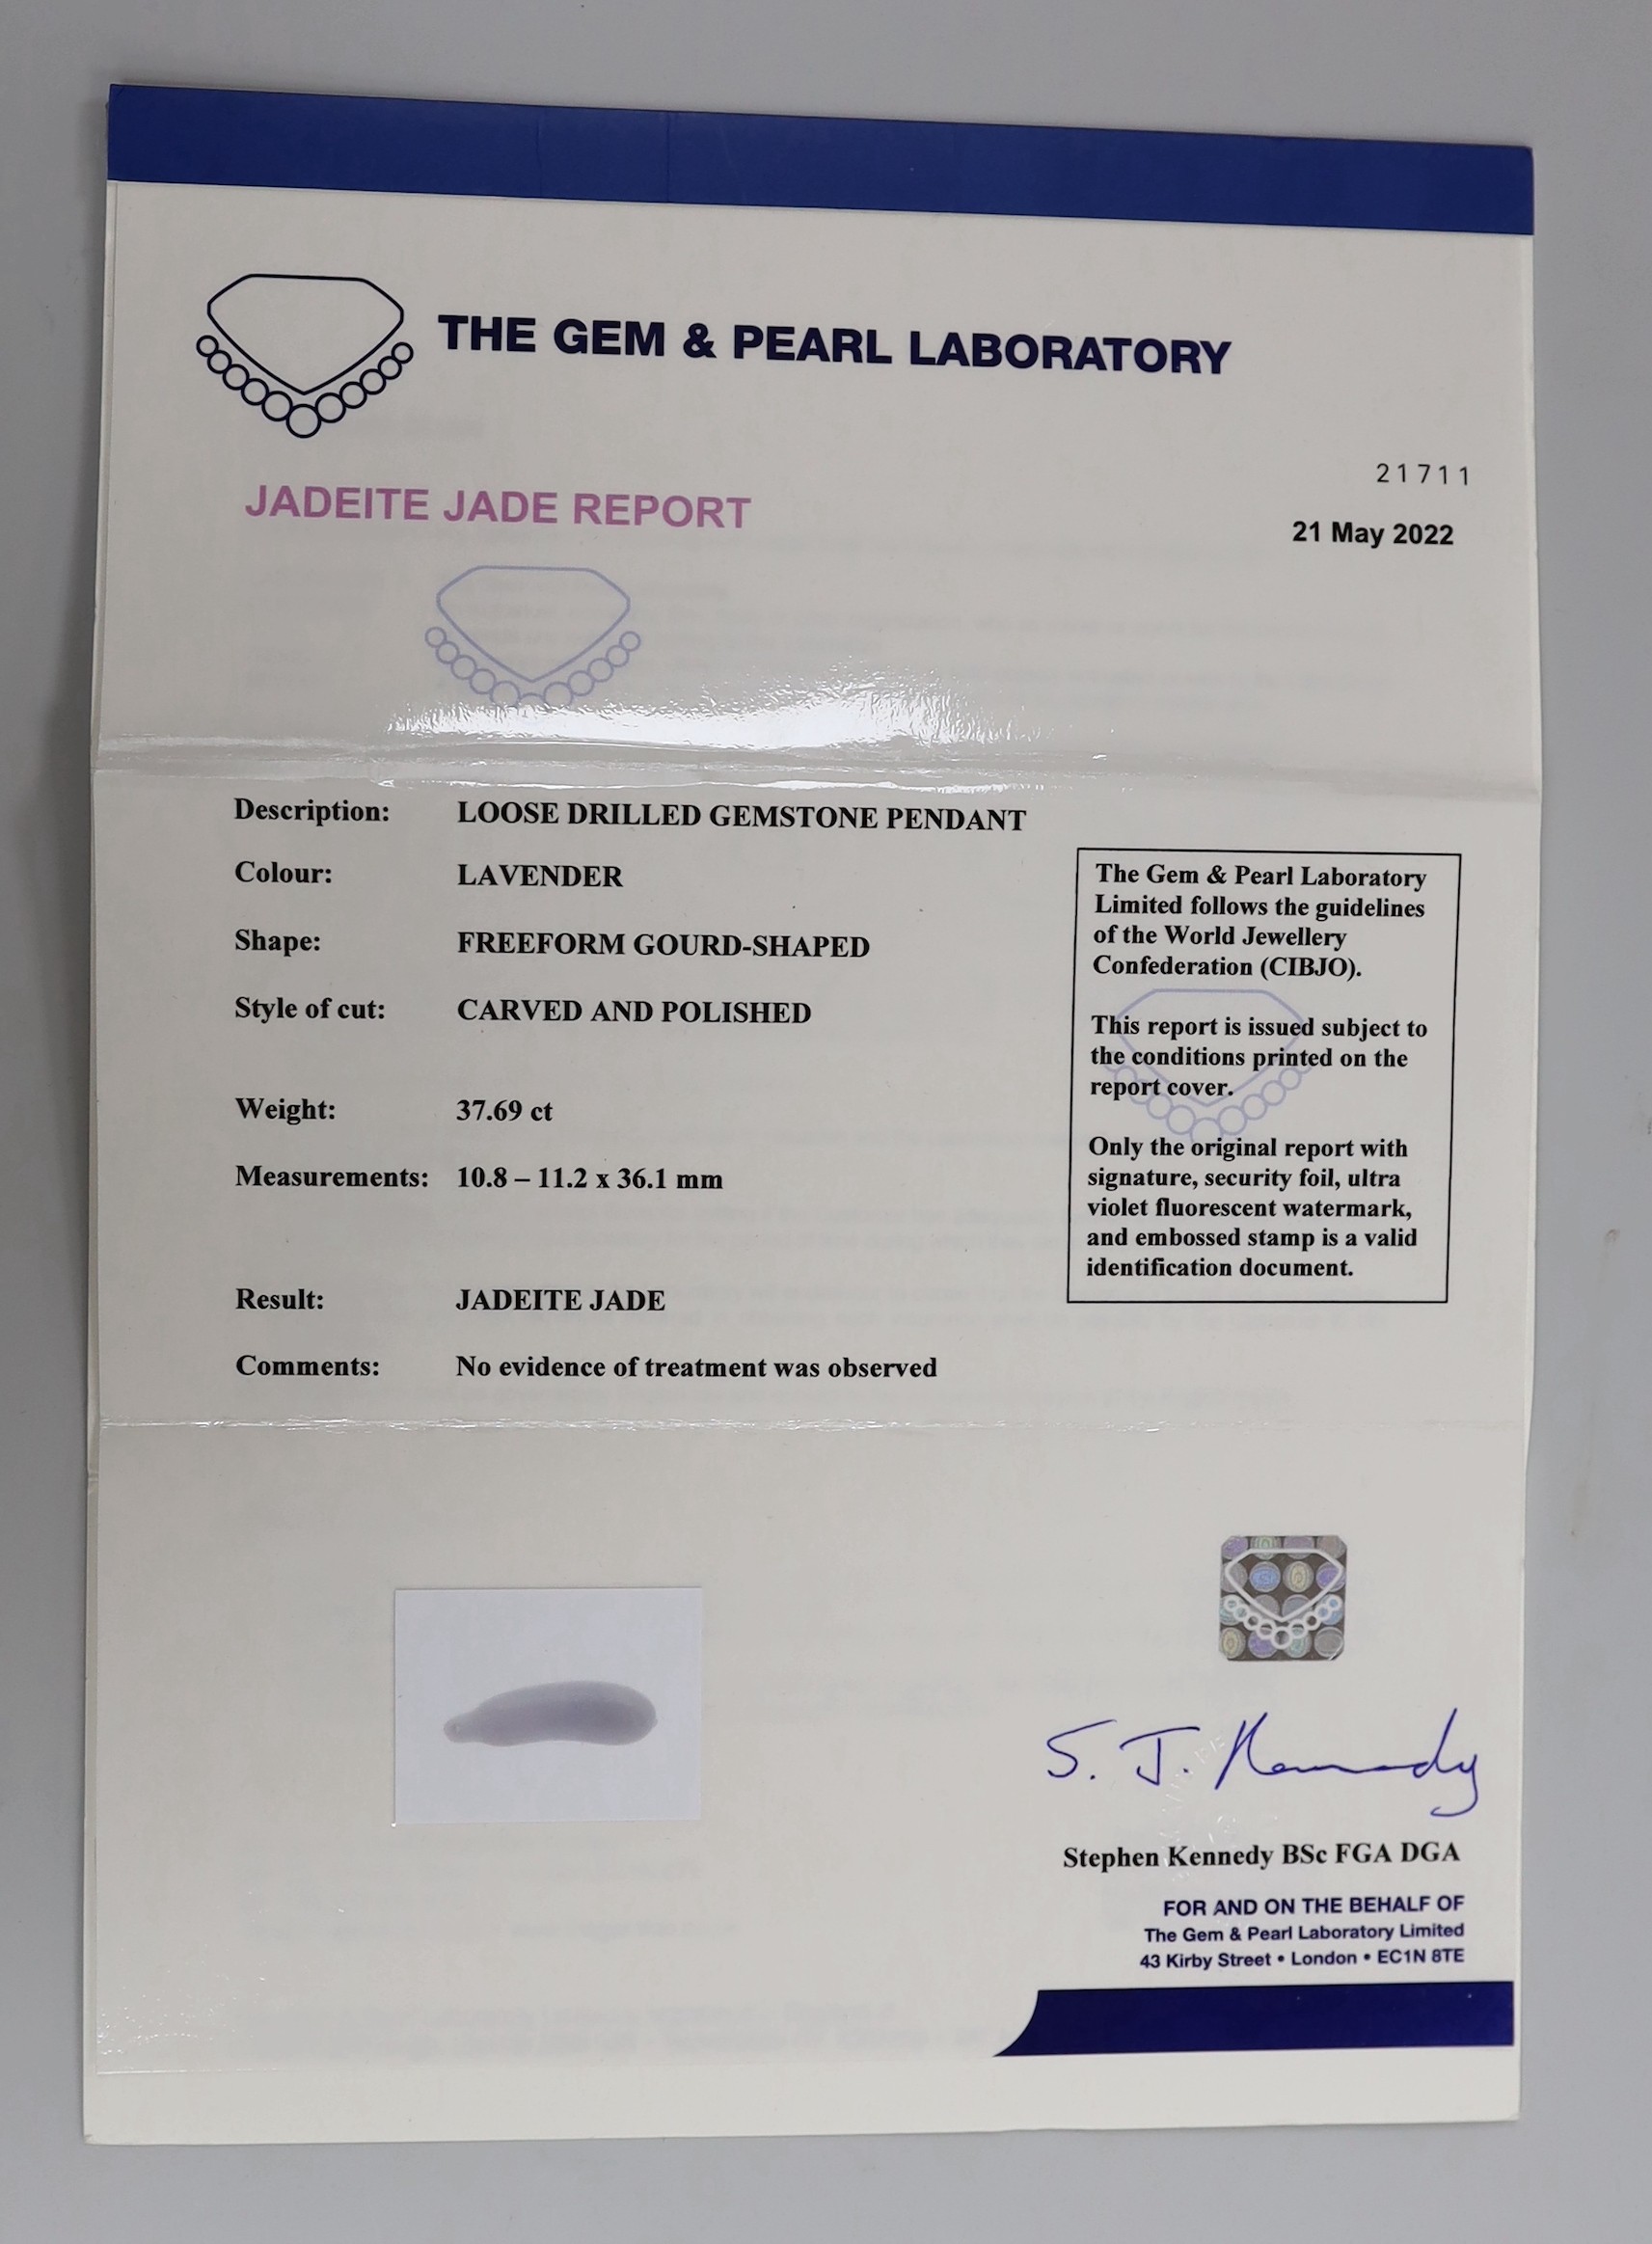 THE GEM & PEARL LABORATORY
21711
JADEITE JADE REPORT
21 May 2022
Description: LOOSE DRILLED GEMSTONE PENDANT
Colour: LAVENDER
Shape: FREEFORM GOURD-SHAPED
Style of cut: CARVED AND POLISHED
Weight: 37.69 ct
Measurements: 10.8 – 11.2 x 36.1 mm
Result: JADEITE JADE
Comments: No evidence of treatment was observed
The Gem & Pearl Laboratory
Limited follows the guidelines
of the World Jewellery
Confederation (CIBJO).
This report is issued subject to
the conditions printed on the
report cover.
Only the original report with
signature, security foil, ultra
violet fluorescent watermark,
and embossed stamp is a valid
identification document.
S. J. Kennedy
Stephen Kennedy BSc FGA DGA
FOR AND ON THE BEHALF OF
The Gem & Pearl Laboratory Limited
43 Kirby Street • London • EC1N 8TE